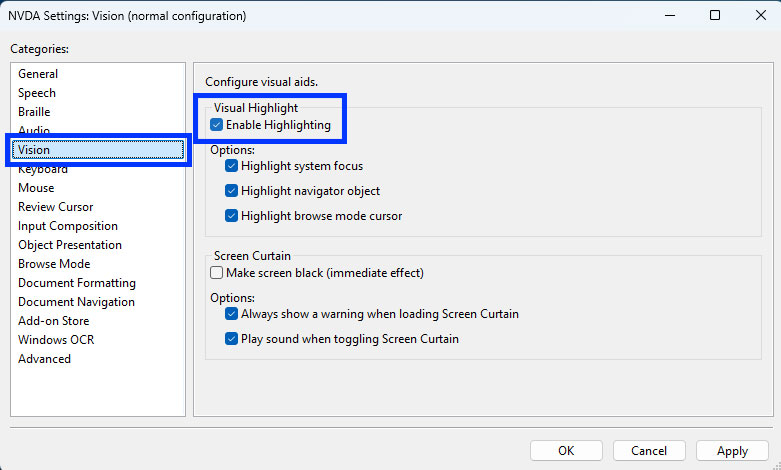 NVDA Settings: Vision (normal configuration)
Categories:
General
Speech
Braille
Audio
Vision
Keyboard
Mouse
Review Cursor
Input Composition
Object Presentation
Browse Mode
Document Formatting
Document Navigation
Add-on Store
Windows OCR
Advanced
Configure visual aids.
Visual Highlight
Enable Highlighting
Options:
Highlight system focus
Highlight navigator object
Highlight browse mode cursor
Screen Curtain
Make screen black (immediate effect)
Options:
Always show a warning when loading Screen Curtain
Play sound when toggling Screen Curtain
OK Cancel Apply